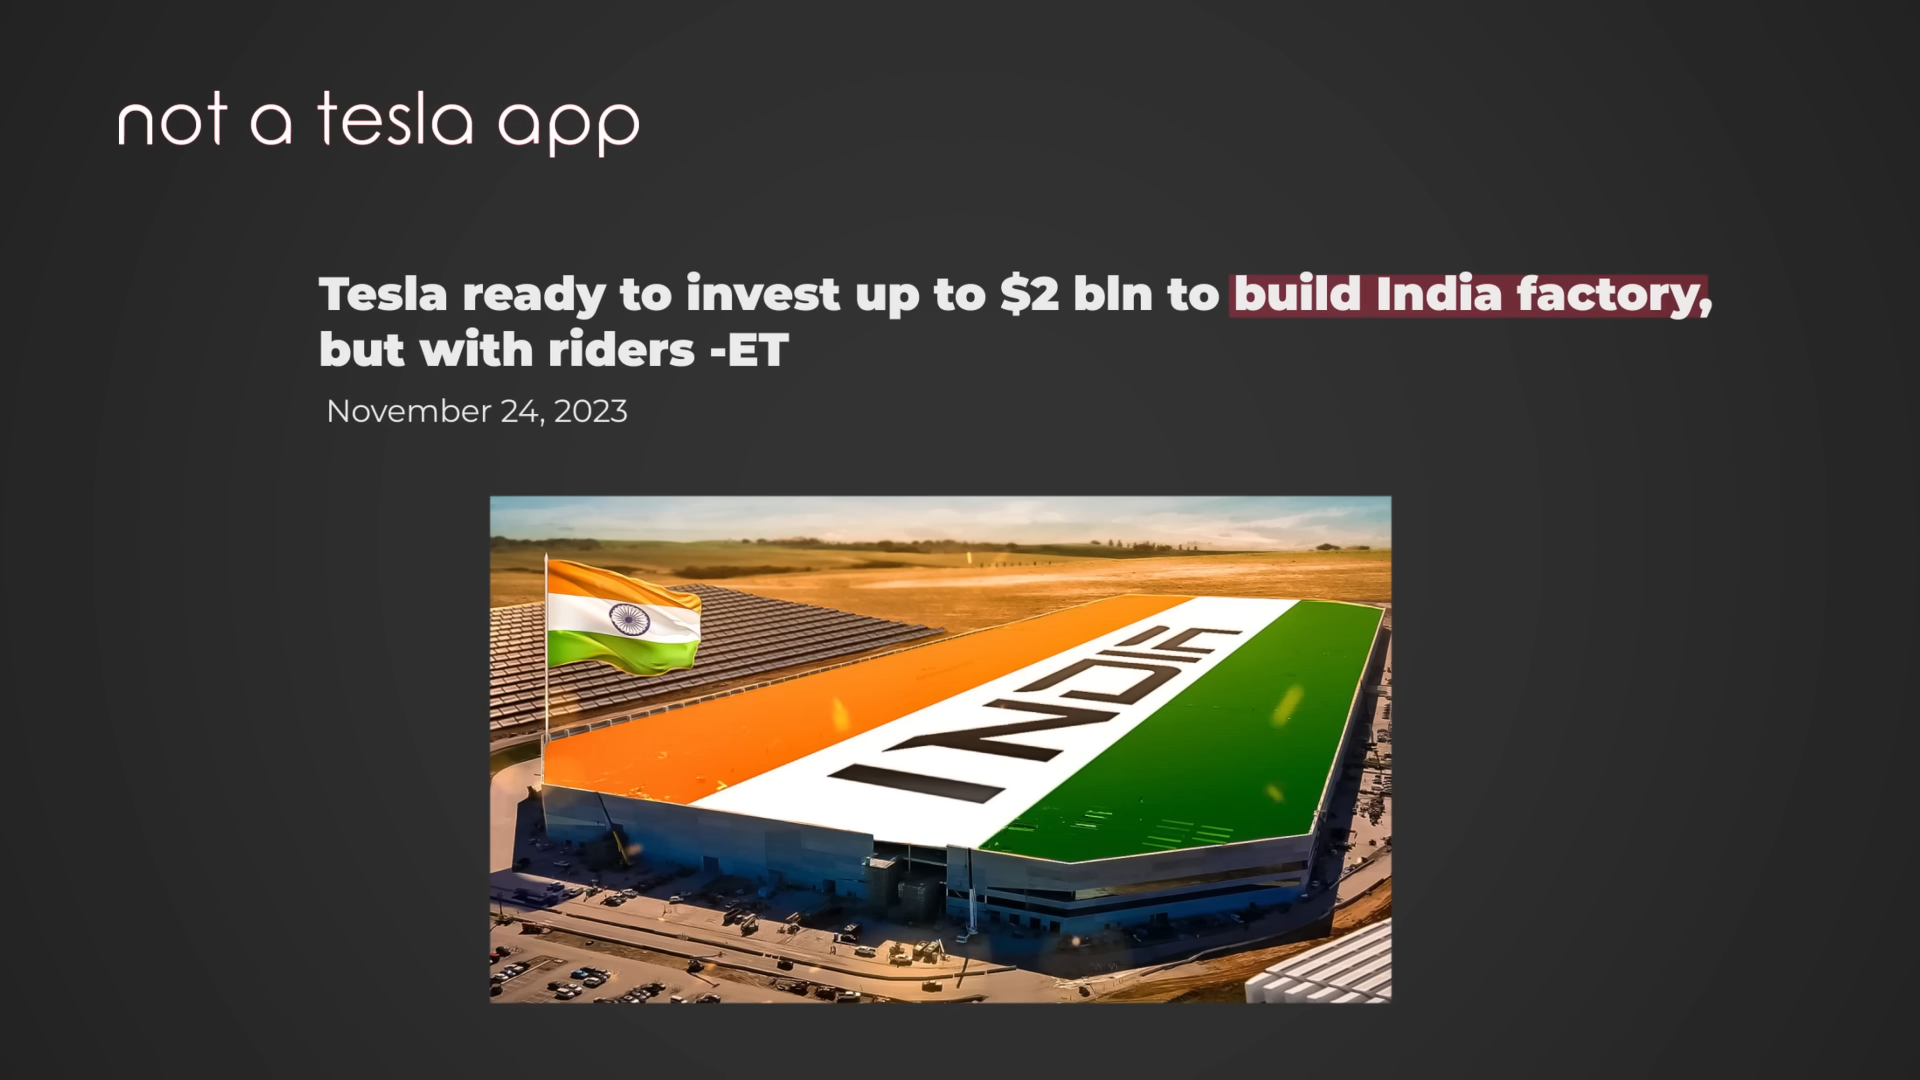 not a tesla app
Tesla ready to invest up to $2 bln to build India factory,
but with riders -ET
November 24, 2023
INDIA